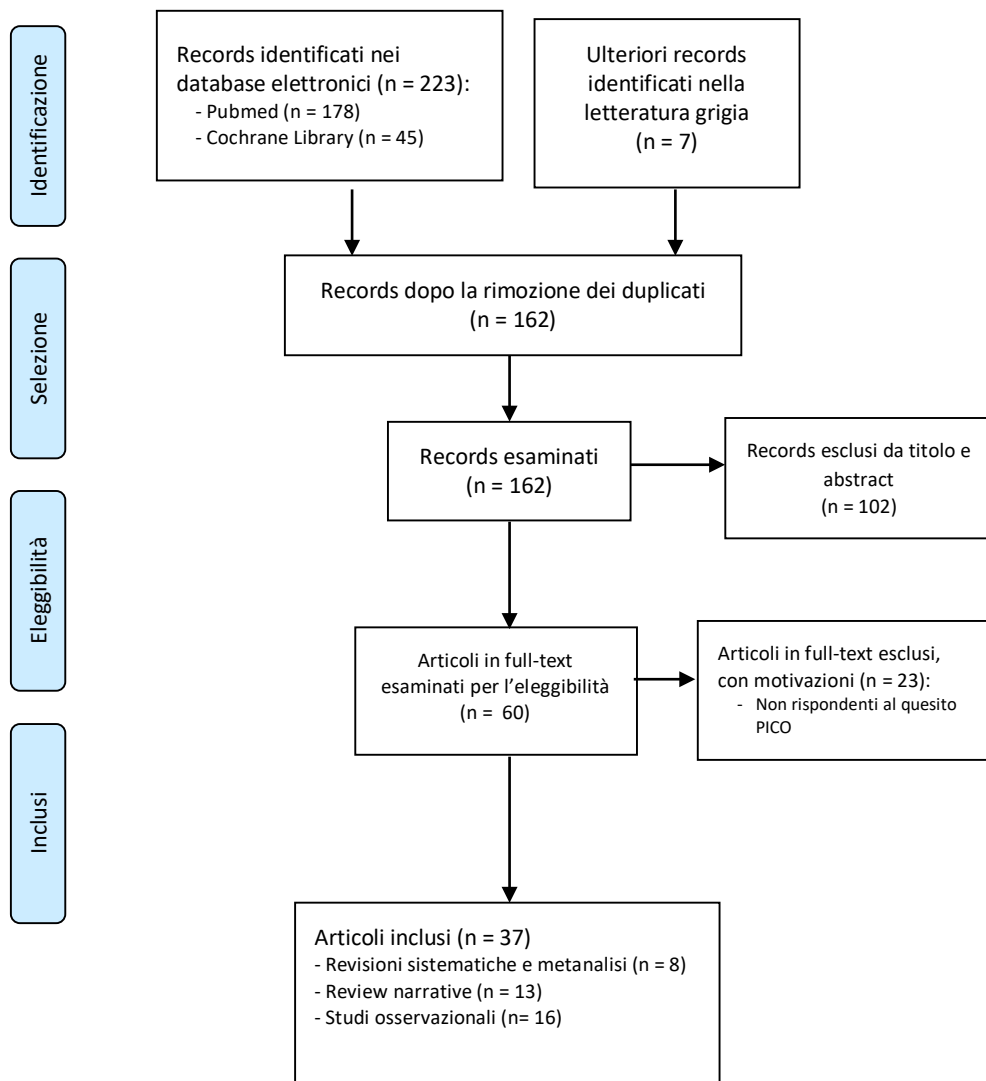 Identificazione
Records identificati nei
database elettronici (n = 223):
- Pubmed (n = 178)
- Cochrane Library (n = 45)
Ulteriori records
identificati nella
letteratura grigia
(n = 7)
Selezione
Records dopo la rimozione dei duplicati
(n = 162)
Records esaminati
(n = 162)
Records esclusi da titolo e
abstract
(n = 102)
Eleggibilità
Articoli in full-text
esaminati per l’eleggibilità
(n = 60)
Articoli in full-text esclusi,
con motivazioni (n = 23):
- Non rispondenti al quesito
PICO
Inclusi
Articoli inclusi (n = 37)
- Revisioni sistematiche e metanalisi (n = 8)
- Review narrative (n = 13)
- Studi osservazionali (n= 16)